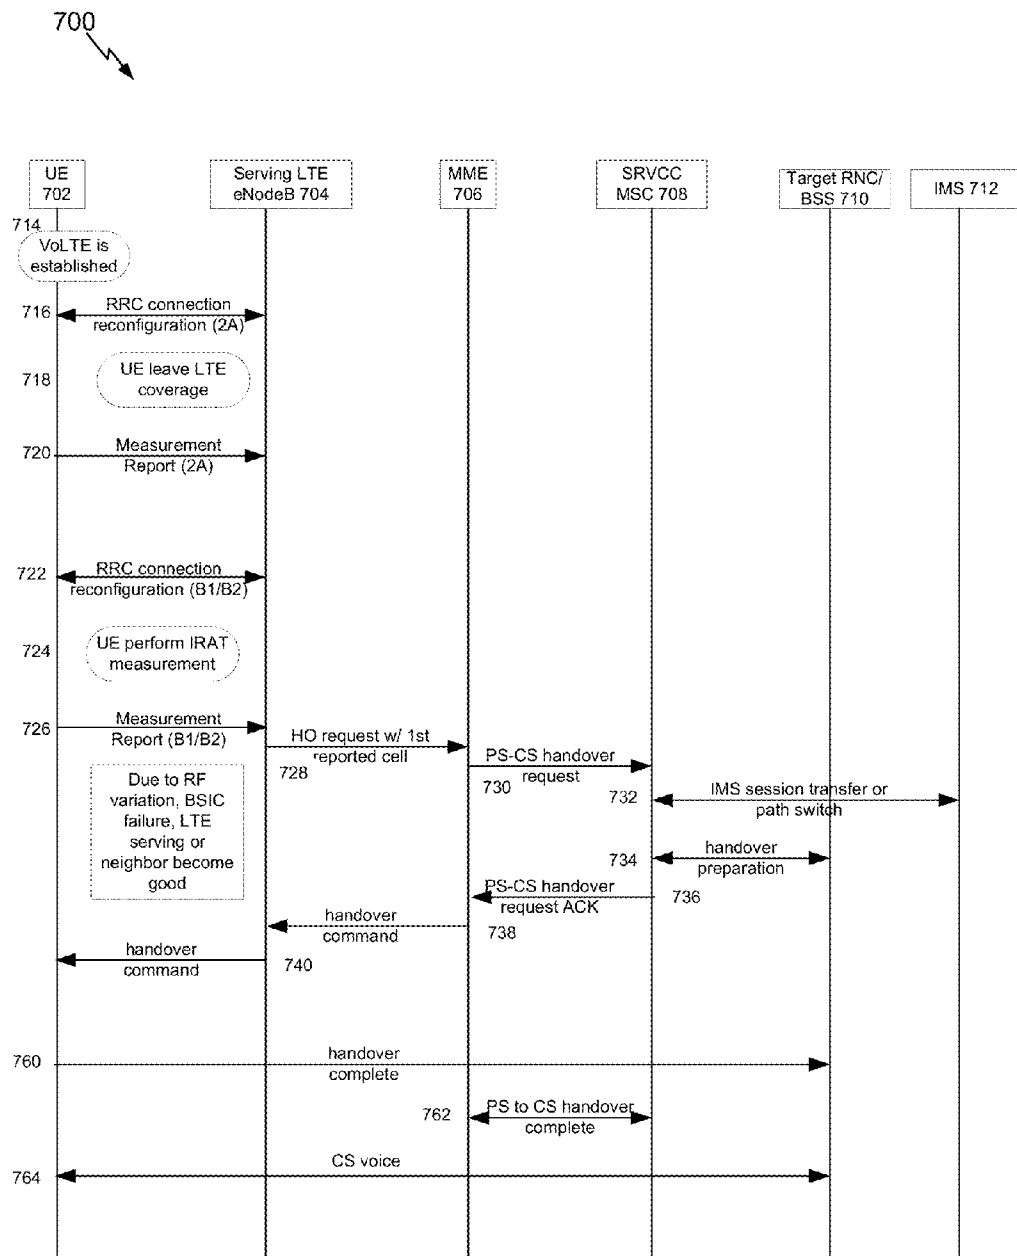 700
UE
702
Serving LTE
eNodeB 704
MME
706
SRVCC
MSC 708
Target RNC/
BSS 710
IMS 712
714
VoLTE is
established
716
RRC connection
reconfiguration (2A)
718
UE leave LTE
coverage
720
Measurement
Report (2A)
722
RRC connection
reconfiguration (B1/B2)
724
UE perform IRAT
measurement
726
Measurement
Report (B1/B2)
HO request w/ 1st
reported cell
728
PS-CS handover
request
730
732
IMS session transfer or
path switch
Due to RF
variation, BSIC
failure, LTE
serving or
neighbor become
good
734
handover
preparation
PS-CS handover
request ACK
736
handover
command
738
handover
command
740
760
handover
complete
762
PS to CS handover
complete
764
CS voice